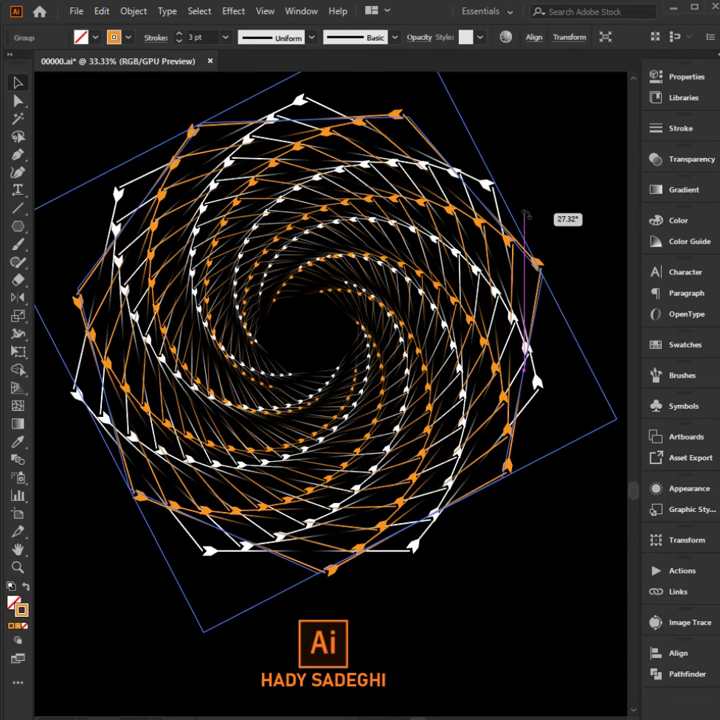 Ai File Edit Object Type Select Effect View Window Help Essentials Search Adobe Stock
Group Stroke: 3 pt Uniform Basic Opacity Style: Align Transform
00000.ai* @ 33.33% (RGB/GPU Preview) ×
Properties
Libraries
Stroke
Transparency
Gradient
27.32°
Color
Color Guide
Character
Paragraph
OpenType
Swatches
Brushes
Symbols
Artboards
Asset Export
Appearance
Graphic Sty...
Transform
Actions
Links
Image Trace
Align
Pathfinder
Ai
HADY SADEGHI